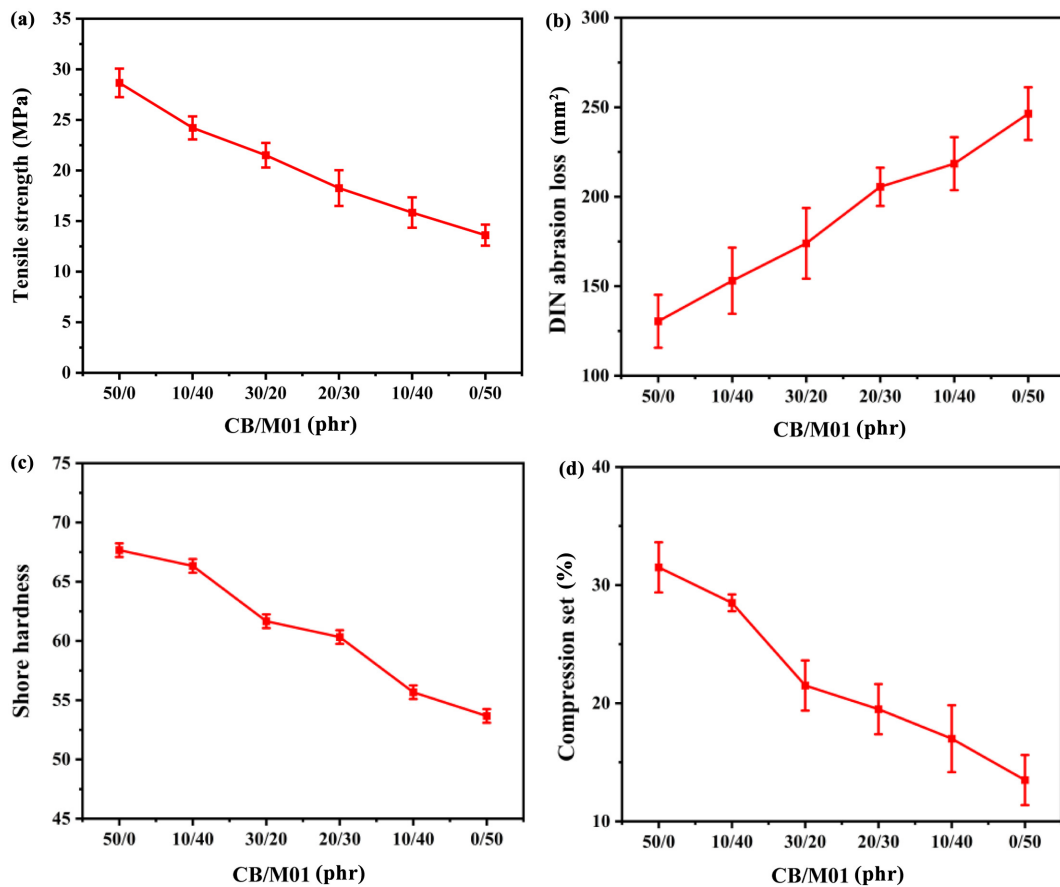 (a)
35
30
25
20
15
10
5
0
Tensile strength (MPa)
50/0 10/40 30/20 20/30 10/40 0/50
CB/M01 (phr)
(b)
300
250
200
150
100
DIN abrasion loss (mm²)
50/0 10/40 30/20 20/30 10/40 0/50
CB/M01 (phr)
(c)
75
70
65
60
55
50
45
Shore hardness
50/0 10/40 30/20 20/30 10/40 0/50
CB/M01 (phr)
(d)
40
30
20
10
Compression set (%)
50/0 10/40 30/20 20/30 10/40 0/50
CB/M01 (phr)